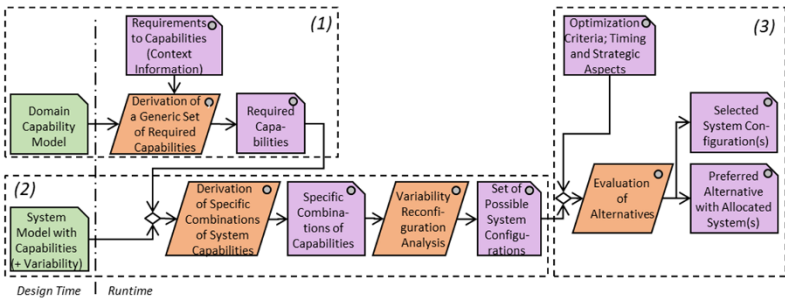 (1)
Requirements
to Capabilities
(Context
Information)
Domain
Capability
Model
Derivation of
a Generic Set
of Required
Capabilities
Required
Capa-
bilities
(2)
System
Model with
Capabilities
(+ Variability)
Derivation
of Specific
Combinations
of System
Capabilities
Specific
Combina-
tions of
Capabilities
Variability
Reconfi-
guration
Analysis
Set of
Possible
System
Configu-
rations
(3)
Optimization
Criteria; Timing
and Strategic
Aspects
Evaluation
of
Alternatives
Selected
System Con-
figuration(s)
Preferred
Alternative
with Allocated
System(s)
Design Time
Runtime